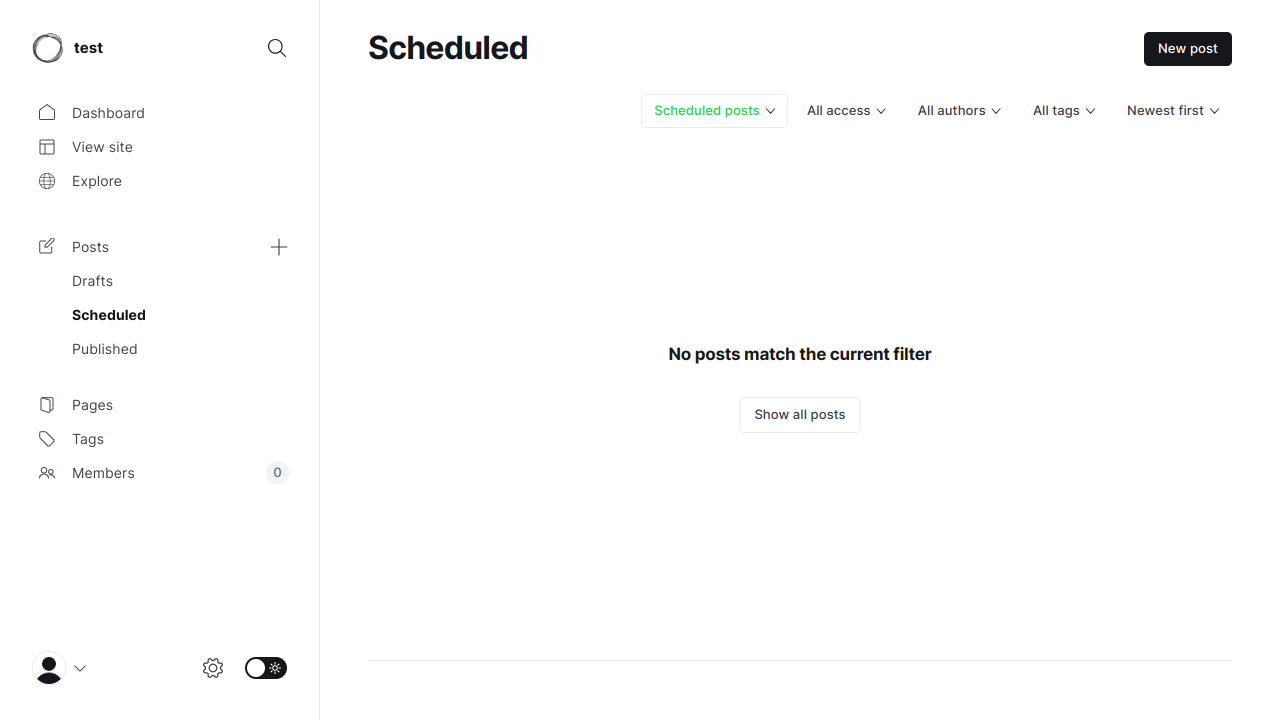 test
Dashboard
View site
Explore
Posts
Drafts
Scheduled
Published
Pages
Tags
Members 0
Scheduled
New post
Scheduled posts All access All authors All tags Newest first
No posts match the current filter
Show all posts